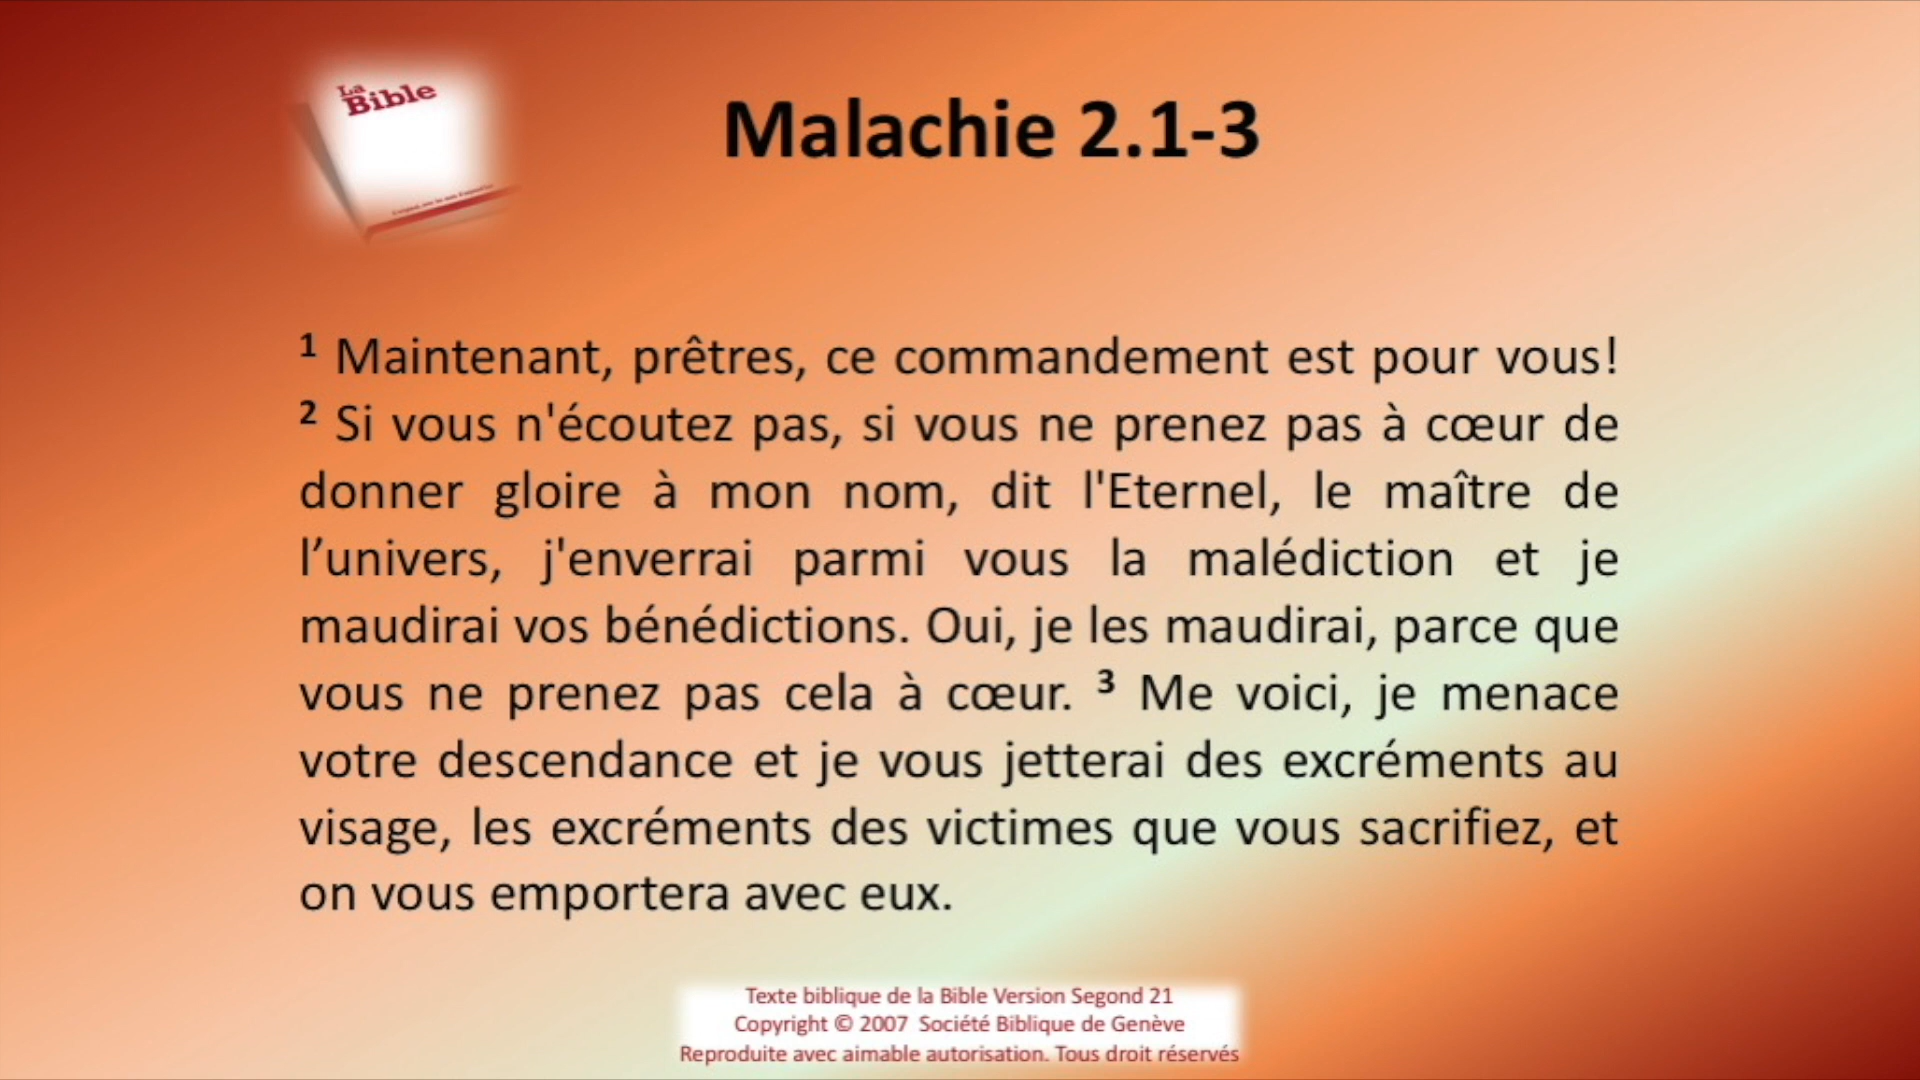 La
Bible
Malachie 2.1-3
1 Maintenant, prêtres, ce commandement est pour vous!
2 Si vous n'écoutez pas, si vous ne prenez pas à cœur de
donner gloire à mon nom, dit l'Eternel, le maître de
l’univers, j'enverrai parmi vous la malédiction et je
maudirai vos bénédictions. Oui, je les maudirai, parce que
vous ne prenez pas cela à cœur. 3 Me voici, je menace
votre descendance et je vous jetterai des excréments au
visage, les excréments des victimes que vous sacrifiez, et
on vous emportera avec eux.
Texte biblique de la Bible Version Segond 21
Copyright © 2007 Société Biblique de Genève
Reproduite avec aimable autorisation. Tous droit réservés